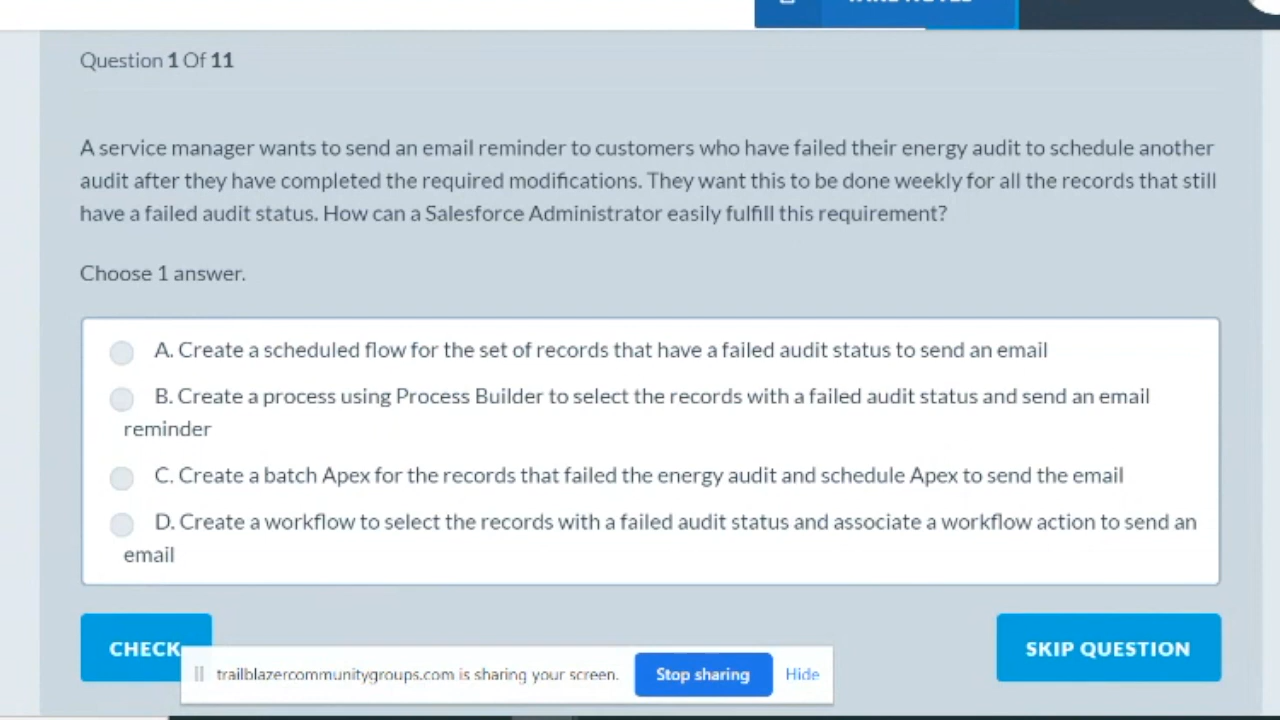 Question 1 Of 11
A service manager wants to send an email reminder to customers who have failed their energy audit to schedule another
audit after they have completed the required modifications. They want this to be done weekly for all the records that still
have a failed audit status. How can a Salesforce Administrator easily fulfill this requirement?
Choose 1 answer.
A. Create a scheduled flow for the set of records that have a failed audit status to send an email
B. Create a process using Process Builder to select the records with a failed audit status and send an email
reminder
C. Create a batch Apex for the records that failed the energy audit and schedule Apex to send the email
D. Create a workflow to select the records with a failed audit status and associate a workflow action to send an
email
CHECK
SKIP QUESTION
trailblazercommunitygroups.com is sharing your screen.
Stop sharing
Hide